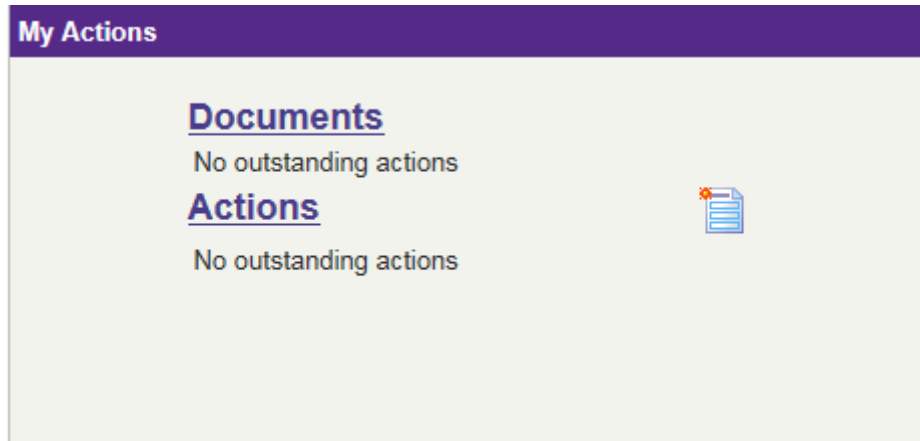 My Actions
Documents
No outstanding actions
Actions
No outstanding actions